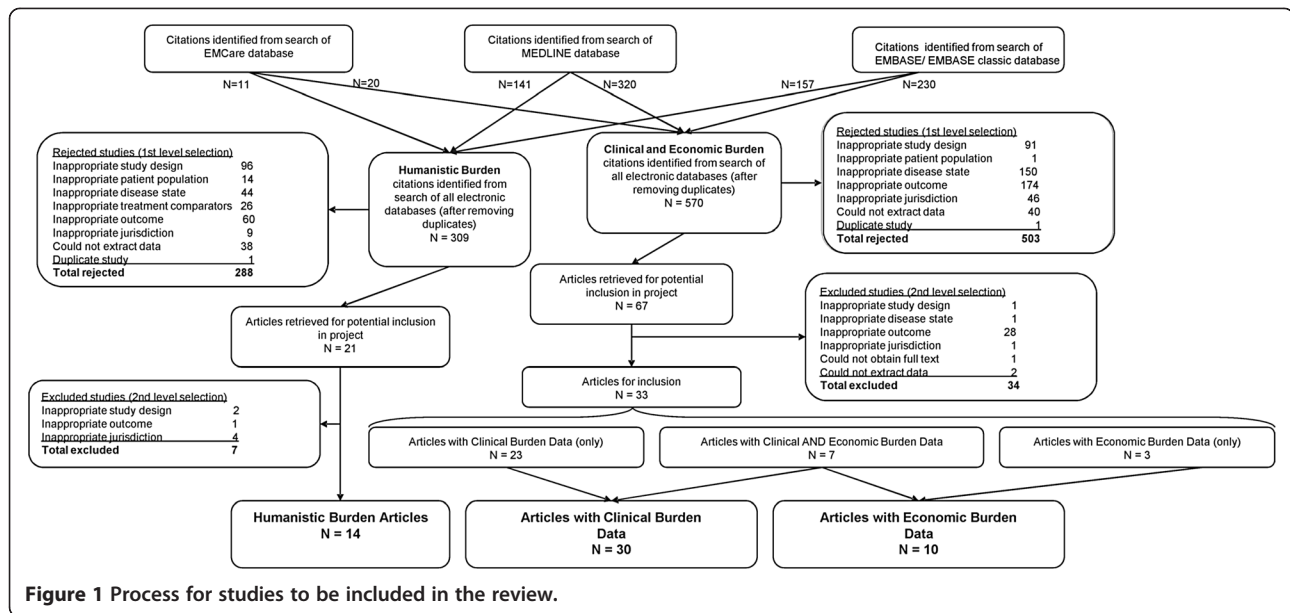 Citations identified from search of
EMCare database
Citations identified from search of
MEDLINE database
Citations identified from search of
EMBASE/ EMBASE classic database
N=11
N=20
N=141
N=320
N=157
N=230
Rejected studies (1st level selection)
Inappropriate study design 96
Inappropriate patient population 14
Inappropriate disease state 44
Inappropriate treatment comparators 26
Inappropriate outcome 60
Inappropriate jurisdiction 9
Could not extract data 38
Duplicate study 1
Total rejected 288
Humanistic Burden
citations identified from
search of all electronic
databases (after removing
duplicates)
N = 309
Clinical and Economic Burden
citations identified from search of
all electronic databases (after
removing duplicates)
N = 570
Rejected studies (1st level selection)
Inappropriate study design 91
Inappropriate patient population 1
Inappropriate disease state 150
Inappropriate outcome 174
Inappropriate jurisdiction 46
Could not extract data 40
Duplicate study 1
Total rejected 503
Articles retrieved for potential inclusion
in project
N = 21
Articles retrieved for potential
inclusion in project
N = 67
Excluded studies (2nd level selection)
Inappropriate study design 1
Inappropriate disease state 1
Inappropriate outcome 28
Inappropriate jurisdiction 1
Could not obtain full text 1
Could not extract data 2
Total excluded 34
Articles for inclusion
N = 33
Excluded studies (2nd level selection)
Inappropriate study design 2
Inappropriate outcome 1
Inappropriate jurisdiction 4
Total excluded 7
Articles with Clinical Burden Data (only)
N = 23
Articles with Clinical AND Economic Burden Data
N = 7
Articles with Economic Burden Data (only)
N = 3
Humanistic Burden Articles
N = 14
Articles with Clinical Burden
Data
N = 30
Articles with Economic Burden
Data
N = 10
Figure 1 Process for studies to be included in the review.